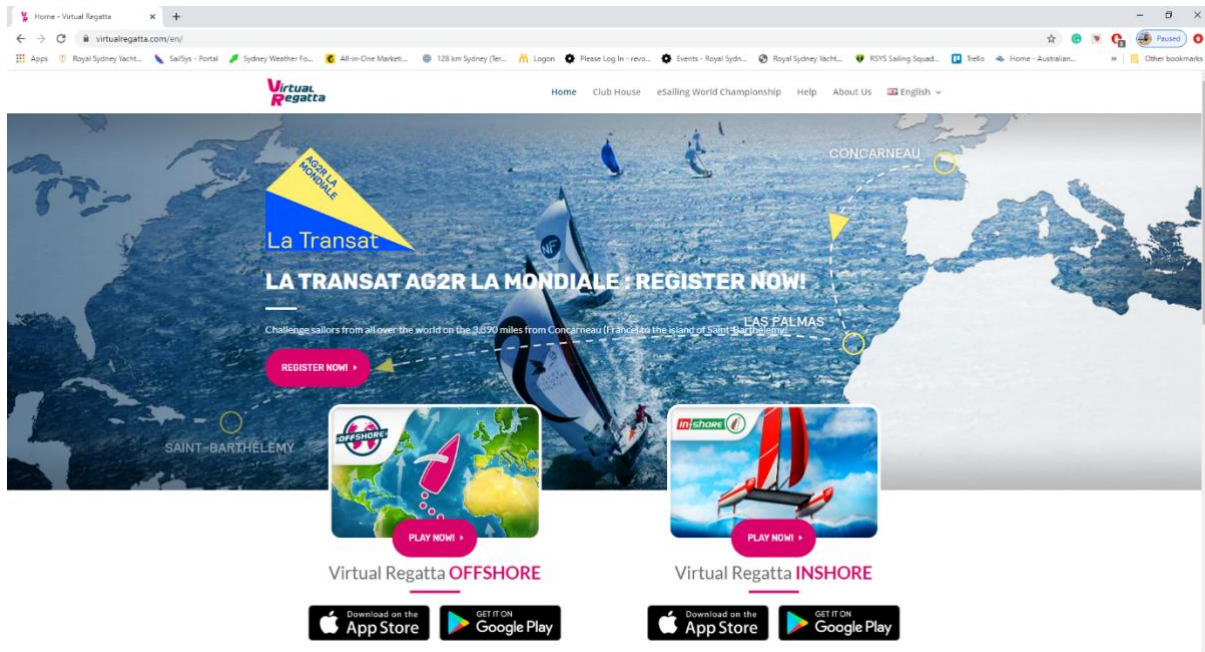 Home - Virtual Regatta
virtualregatta.com/en/
Paused
Apps
Royal Sydney Yacht...
SailSys - Portal
Sydney Weather Fo...
All-in-One Marketi...
128 km Sydney (Ter...
Logon
Please Log In - revo...
Events - Royal Sydn...
Royal Sydney Yacht...
RSYS Sailing Squad...
Trello
Home - Australian...
»
Other bookmarks
Virtual
Regatta
Home
Club House
eSailing World Championship
Help
About Us
English
CONCARNEAU
AG2R LA
MONDIALE
La Transat
NF
LA TRANSAT AG2R LA MONDIALE : REGISTER NOW!
LAS PALMAS
Challenge sailors from all over the world on the 3,890 miles from Concarneau (France) to the island of Saint-Barthélemy!
REGISTER NOW!
SAINT-BARTHÉLEMY
OFFSHORE
PLAY NOW!
Virtual Regatta OFFSHORE
Download on the
App Store
GET IT ON
Google Play
in-shore
PLAY NOW!
Virtual Regatta INSHORE
Download on the
App Store
GET IT ON
Google Play